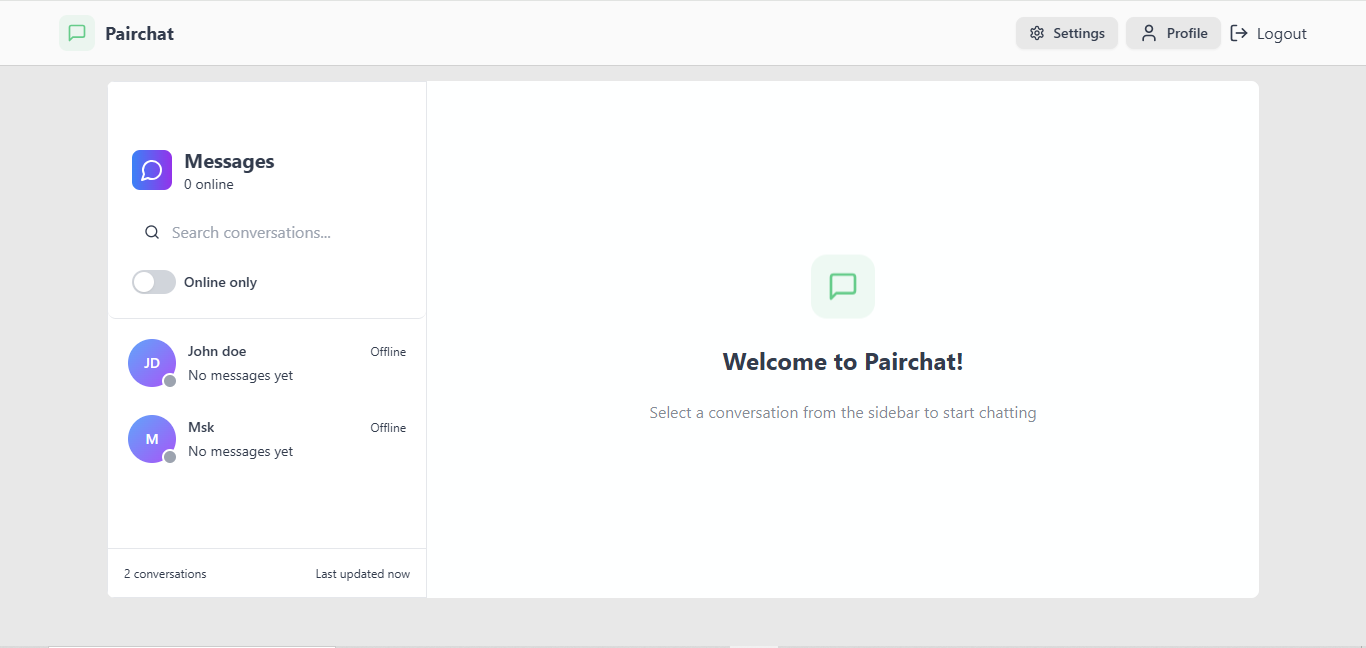 Pairchat
Settings
Profile
Logout
Messages
0 online
Search conversations...
Online only
JD
John doe
Offline
No messages yet
M
Msk
Offline
No messages yet
2 conversations
Last updated now
Welcome to Pairchat!
Select a conversation from the sidebar to start chatting